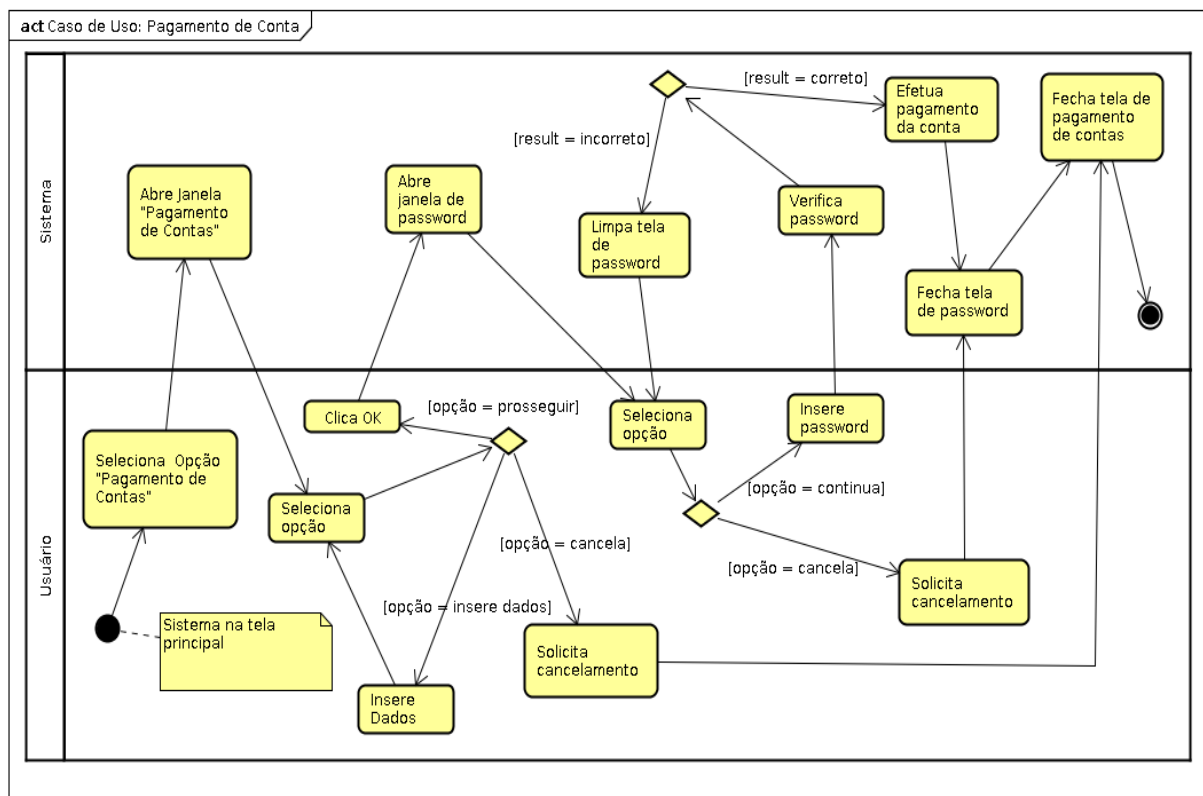 act Caso de Uso: Pagamento de Conta
Sistema
[result = correto]
Efetua
pagamento
da conta
Fecha tela de
pagamento
de contas
[result = incorreto]
Abre Janela
"Pagamento
de Contas"
Abre
janela de
password
Limpa tela
de
password
Verifica
password
Fecha tela
de password
Usuário
Clica OK
[opção = prosseguir]
Seleciona
opção
Insere
password
Seleciona Opção
"Pagamento de
Contas"
Seleciona
opção
[opção = continua]
[opção = cancela]
[opção = cancela]
Solicita
cancelamento
[opção = insere dados]
Sistema na tela
principal
Solicita
cancelamento
Insere
Dados